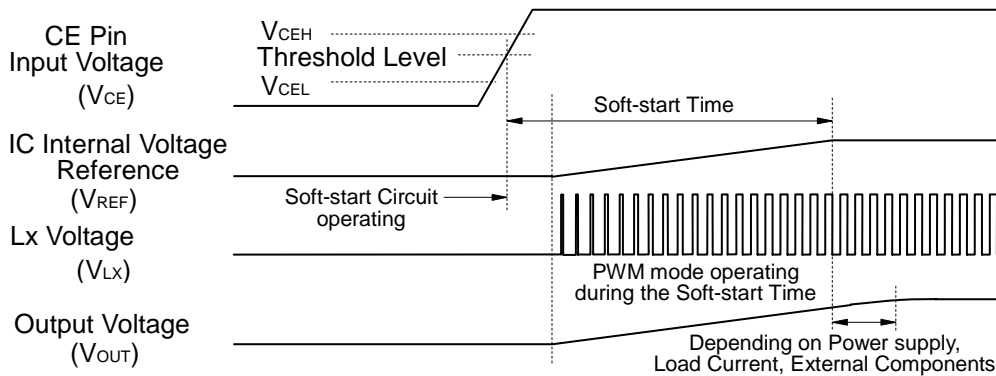 CE Pin
Input Voltage
(VCE)
VCEH
Threshold Level
VCEL
Soft-start Time
IC Internal Voltage
Reference
(VREF)
Soft-start Circuit
operating
Lx Voltage
(VLX)
PWM mode operating
during the Soft-start Time
Output Voltage
(VOUT)
Depending on Power supply,
Load Current, External Components